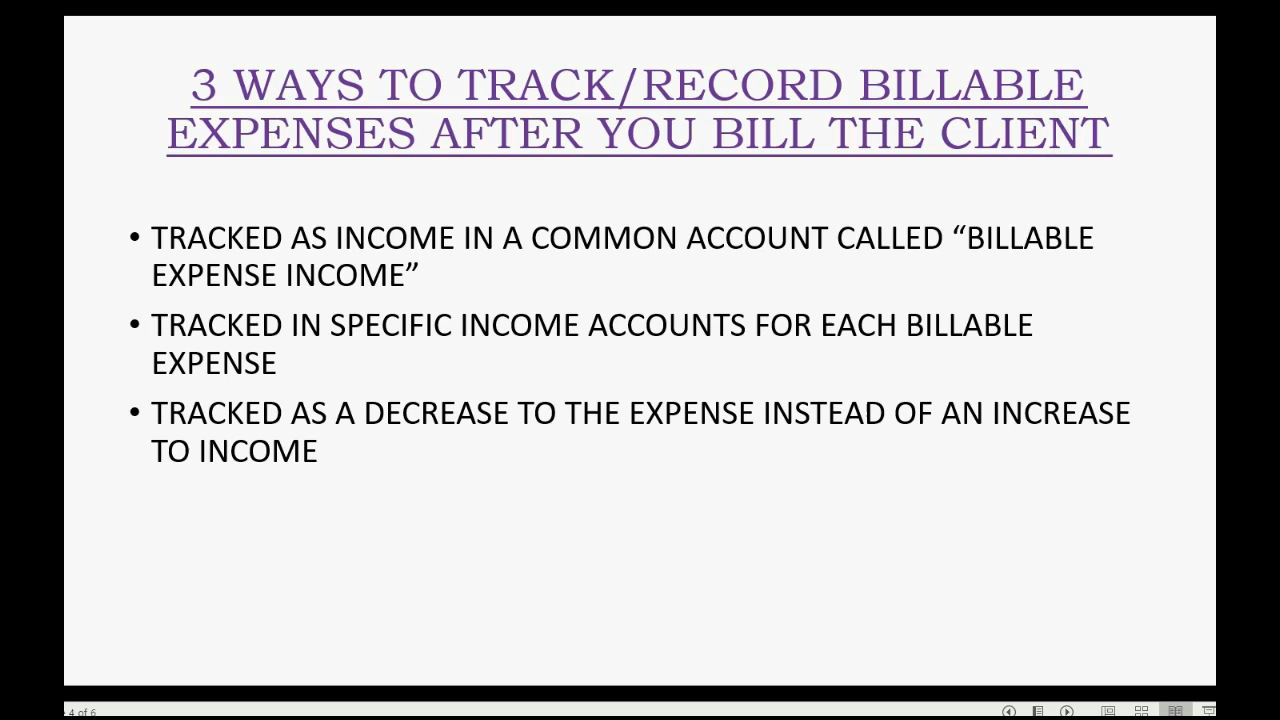 3 WAYS TO TRACK/RECORD BILLABLE
EXPENSES AFTER YOU BILL THE CLIENT
• TRACKED AS INCOME IN A COMMON ACCOUNT CALLED “BILLABLE
EXPENSE INCOME”
• TRACKED IN SPECIFIC INCOME ACCOUNTS FOR EACH BILLABLE
EXPENSE
• TRACKED AS A DECREASE TO THE EXPENSE INSTEAD OF AN INCREASE
TO INCOME
4 of 6